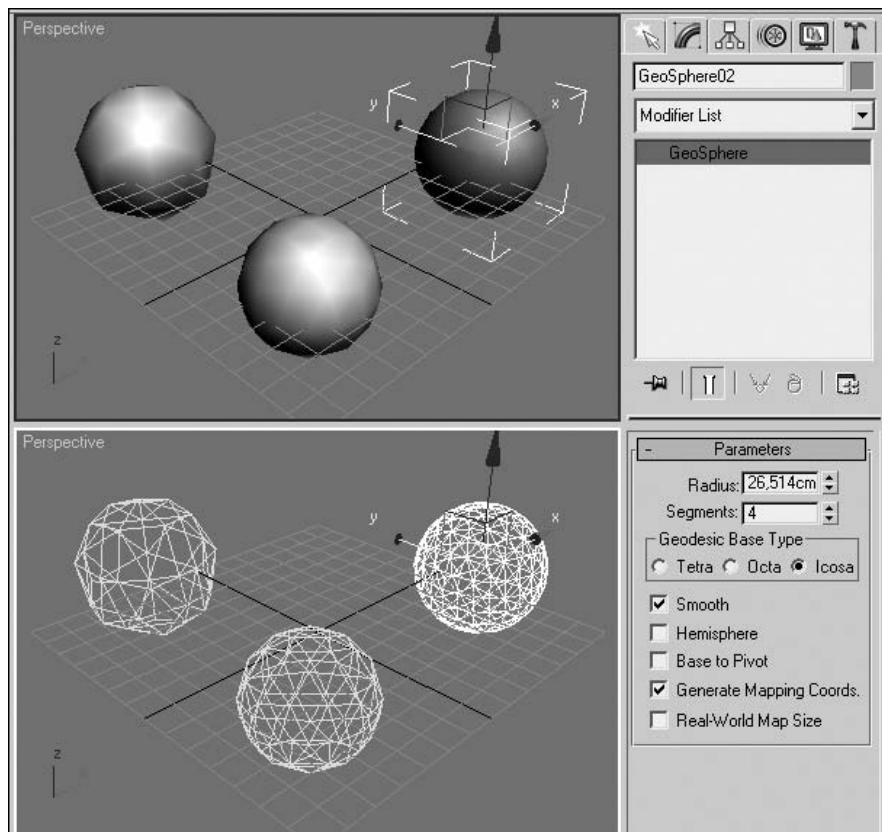 Perspective
y
x
z
GeoSphere02
Modifier List
GeoSphere
Perspective
y
x
z
- Parameters
Radius: 26,514cm
Segments: 4
Geodesic Base Type
Tetra Octa Icosa
Smooth
Hemisphere
Base to Pivot
Generate Mapping Coords.
Real-World Map Size